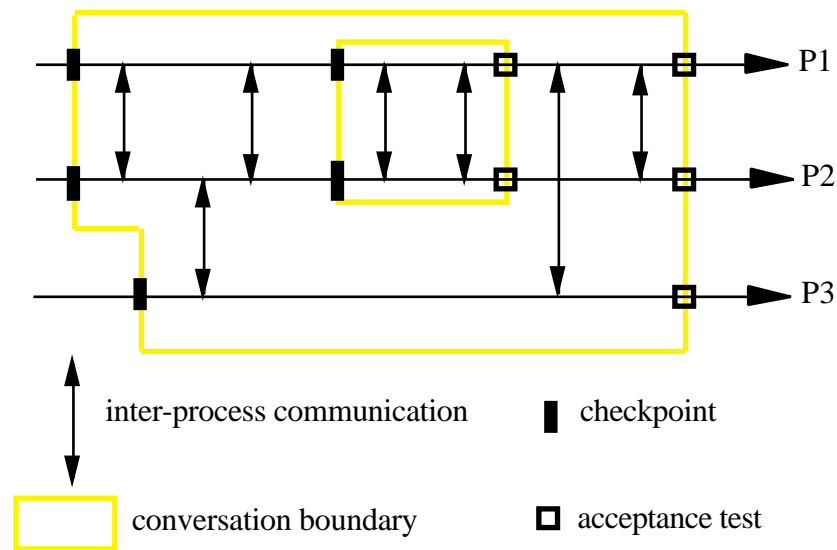 P1
P2
P3
inter-process communication
checkpoint
conversation boundary
acceptance test